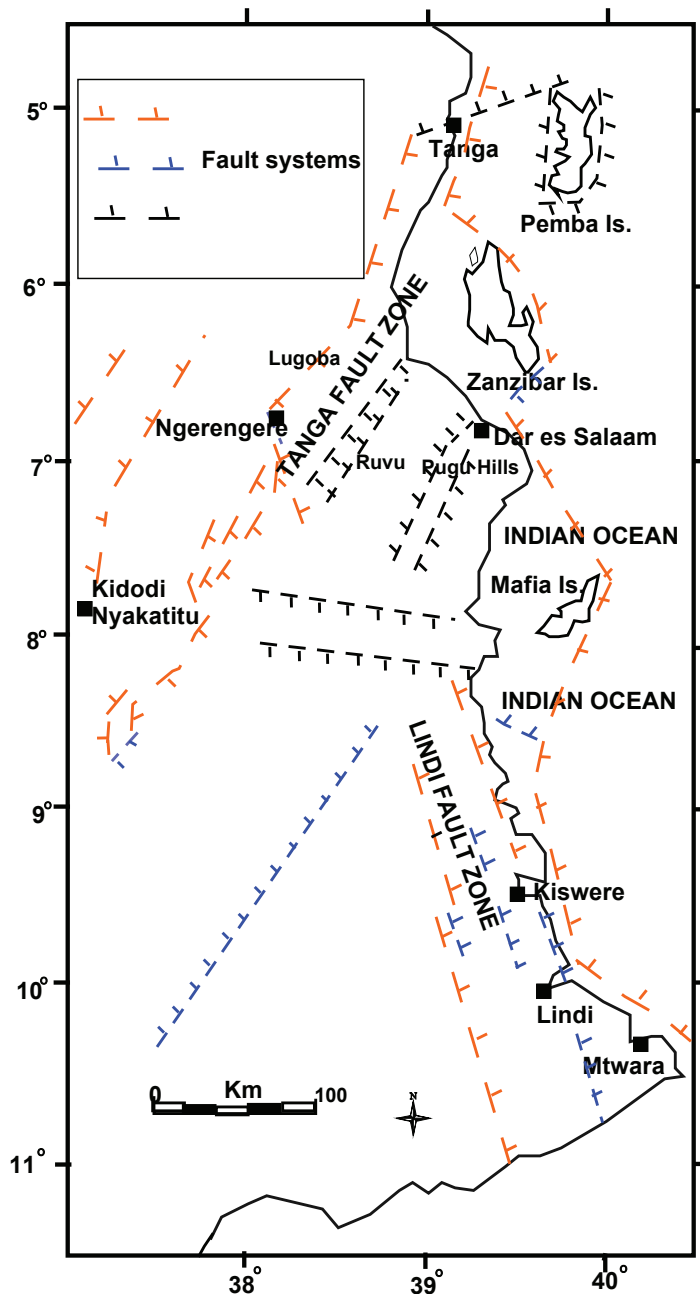 5°
Fault systems
Tanga
Pemba Is.
6°
TANGA FAULT ZONE
Lugoba
Zanzibar Is.
Ngerengere
Dar es Salaam
7°
Ruvu
Pugu Hills
INDIAN OCEAN
Kidodi
Nyakatitu
Mafia Is.
8°
INDIAN OCEAN
LINDI FAULT ZONE
9°
Kiswere
10°
Lindi
Mtwara
0 Km 100
N
11°
38° 39° 40°